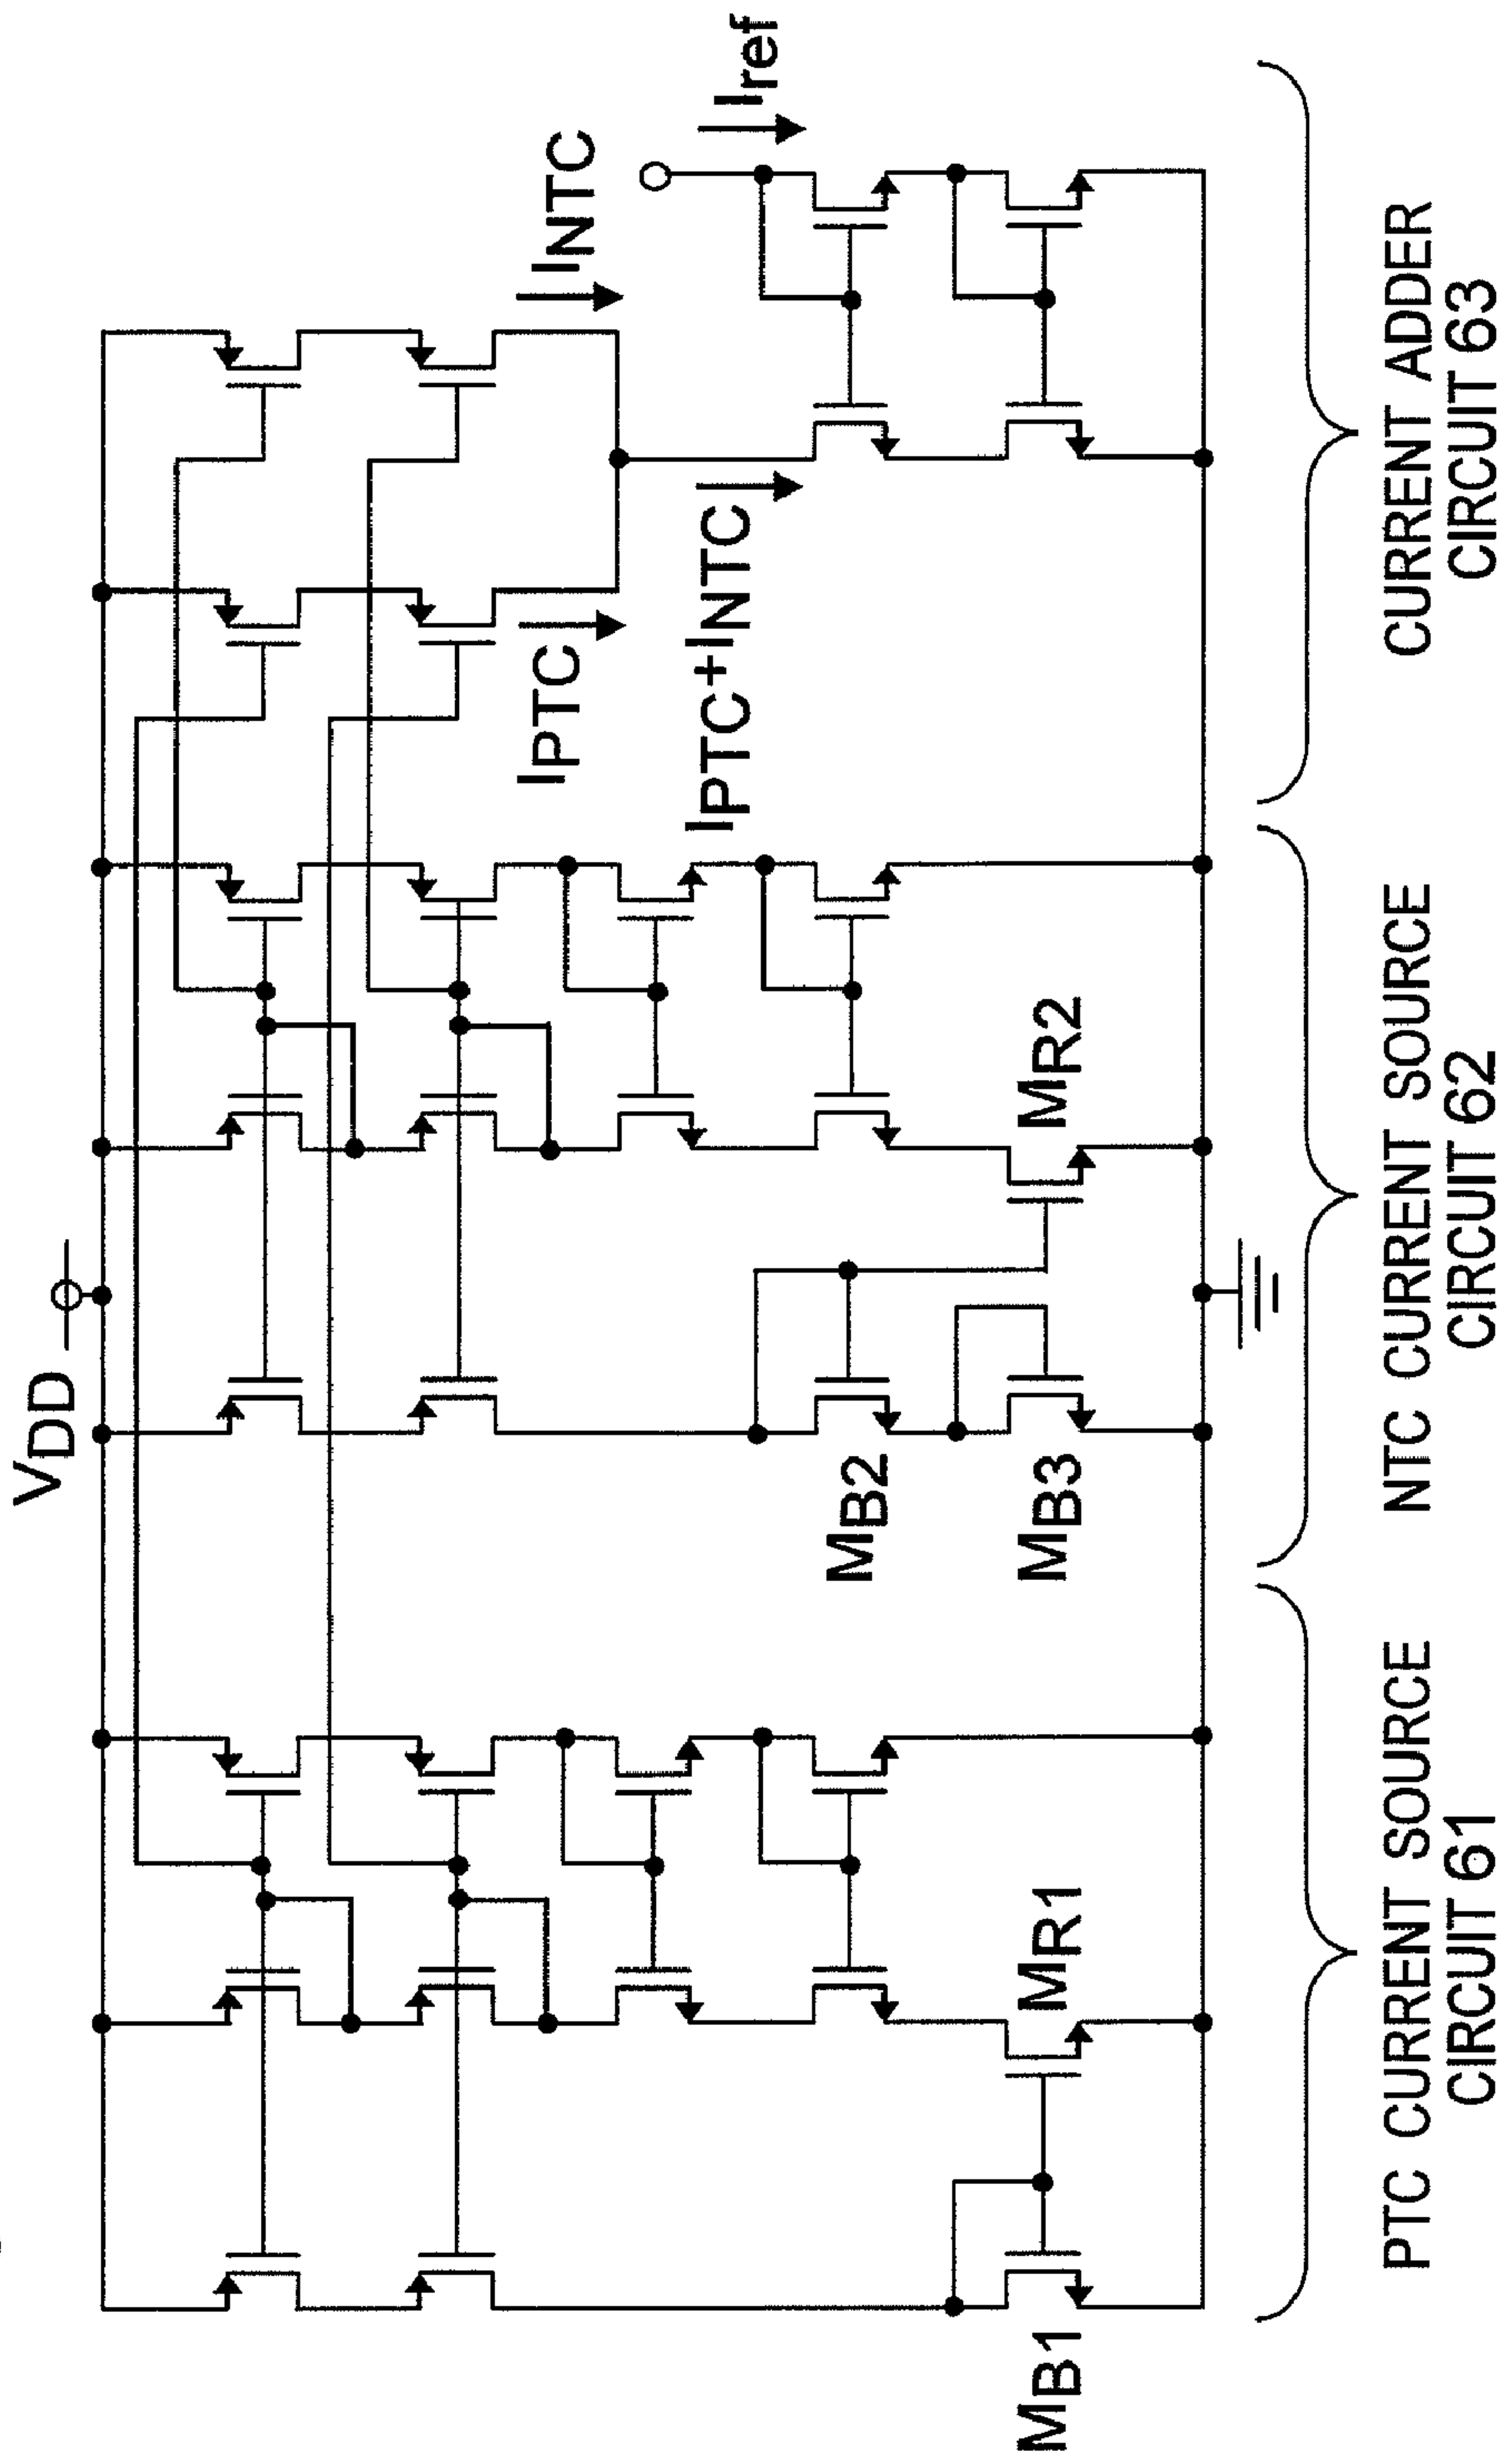 VDD
INTC
Iref
IPTC
IPTC+INTC
MB2
MR2
MB1
MR1
MB3
PTC CURRENT SOURCE
CIRCUIT 61
NTC CURRENT SOURCE
CIRCUIT 62
CURRENT ADDER
CIRCUIT 63